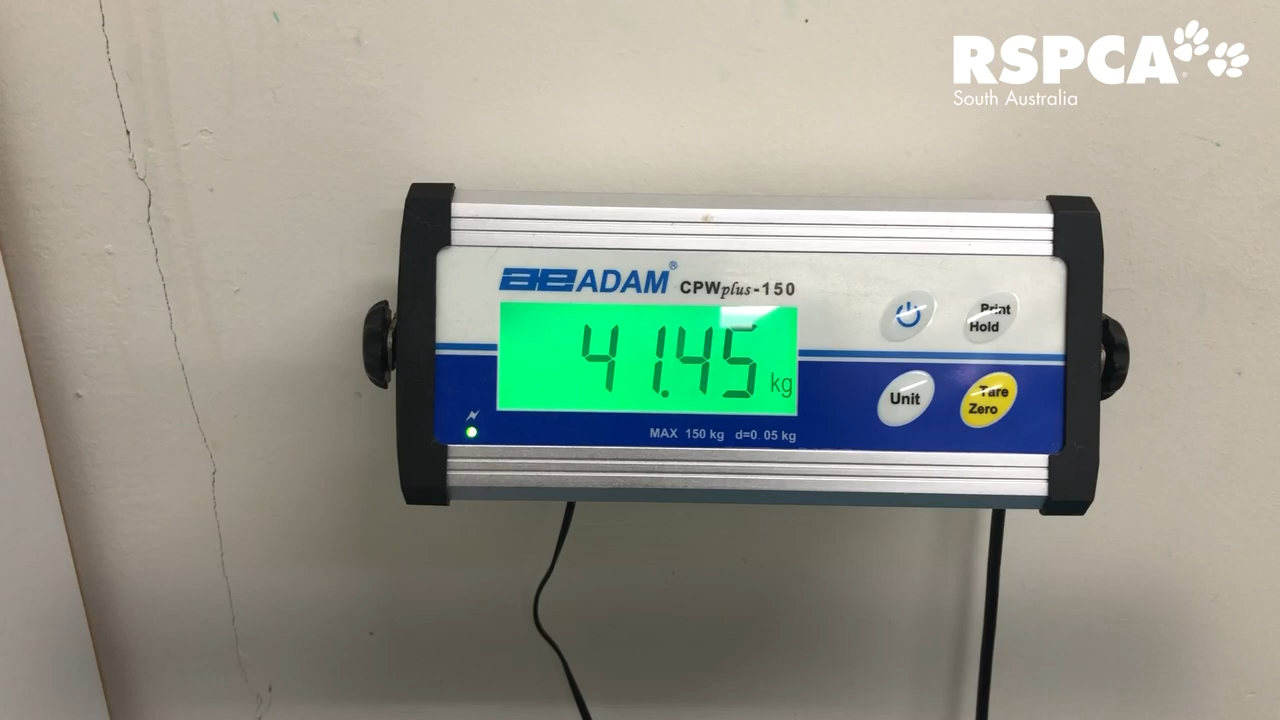 RSPCA
South Australia
ae ADAM® CPWplus-150
41.45 kg
MAX 150 kg d=0.05 kg
Print
Hold
Unit
Tare
Zero